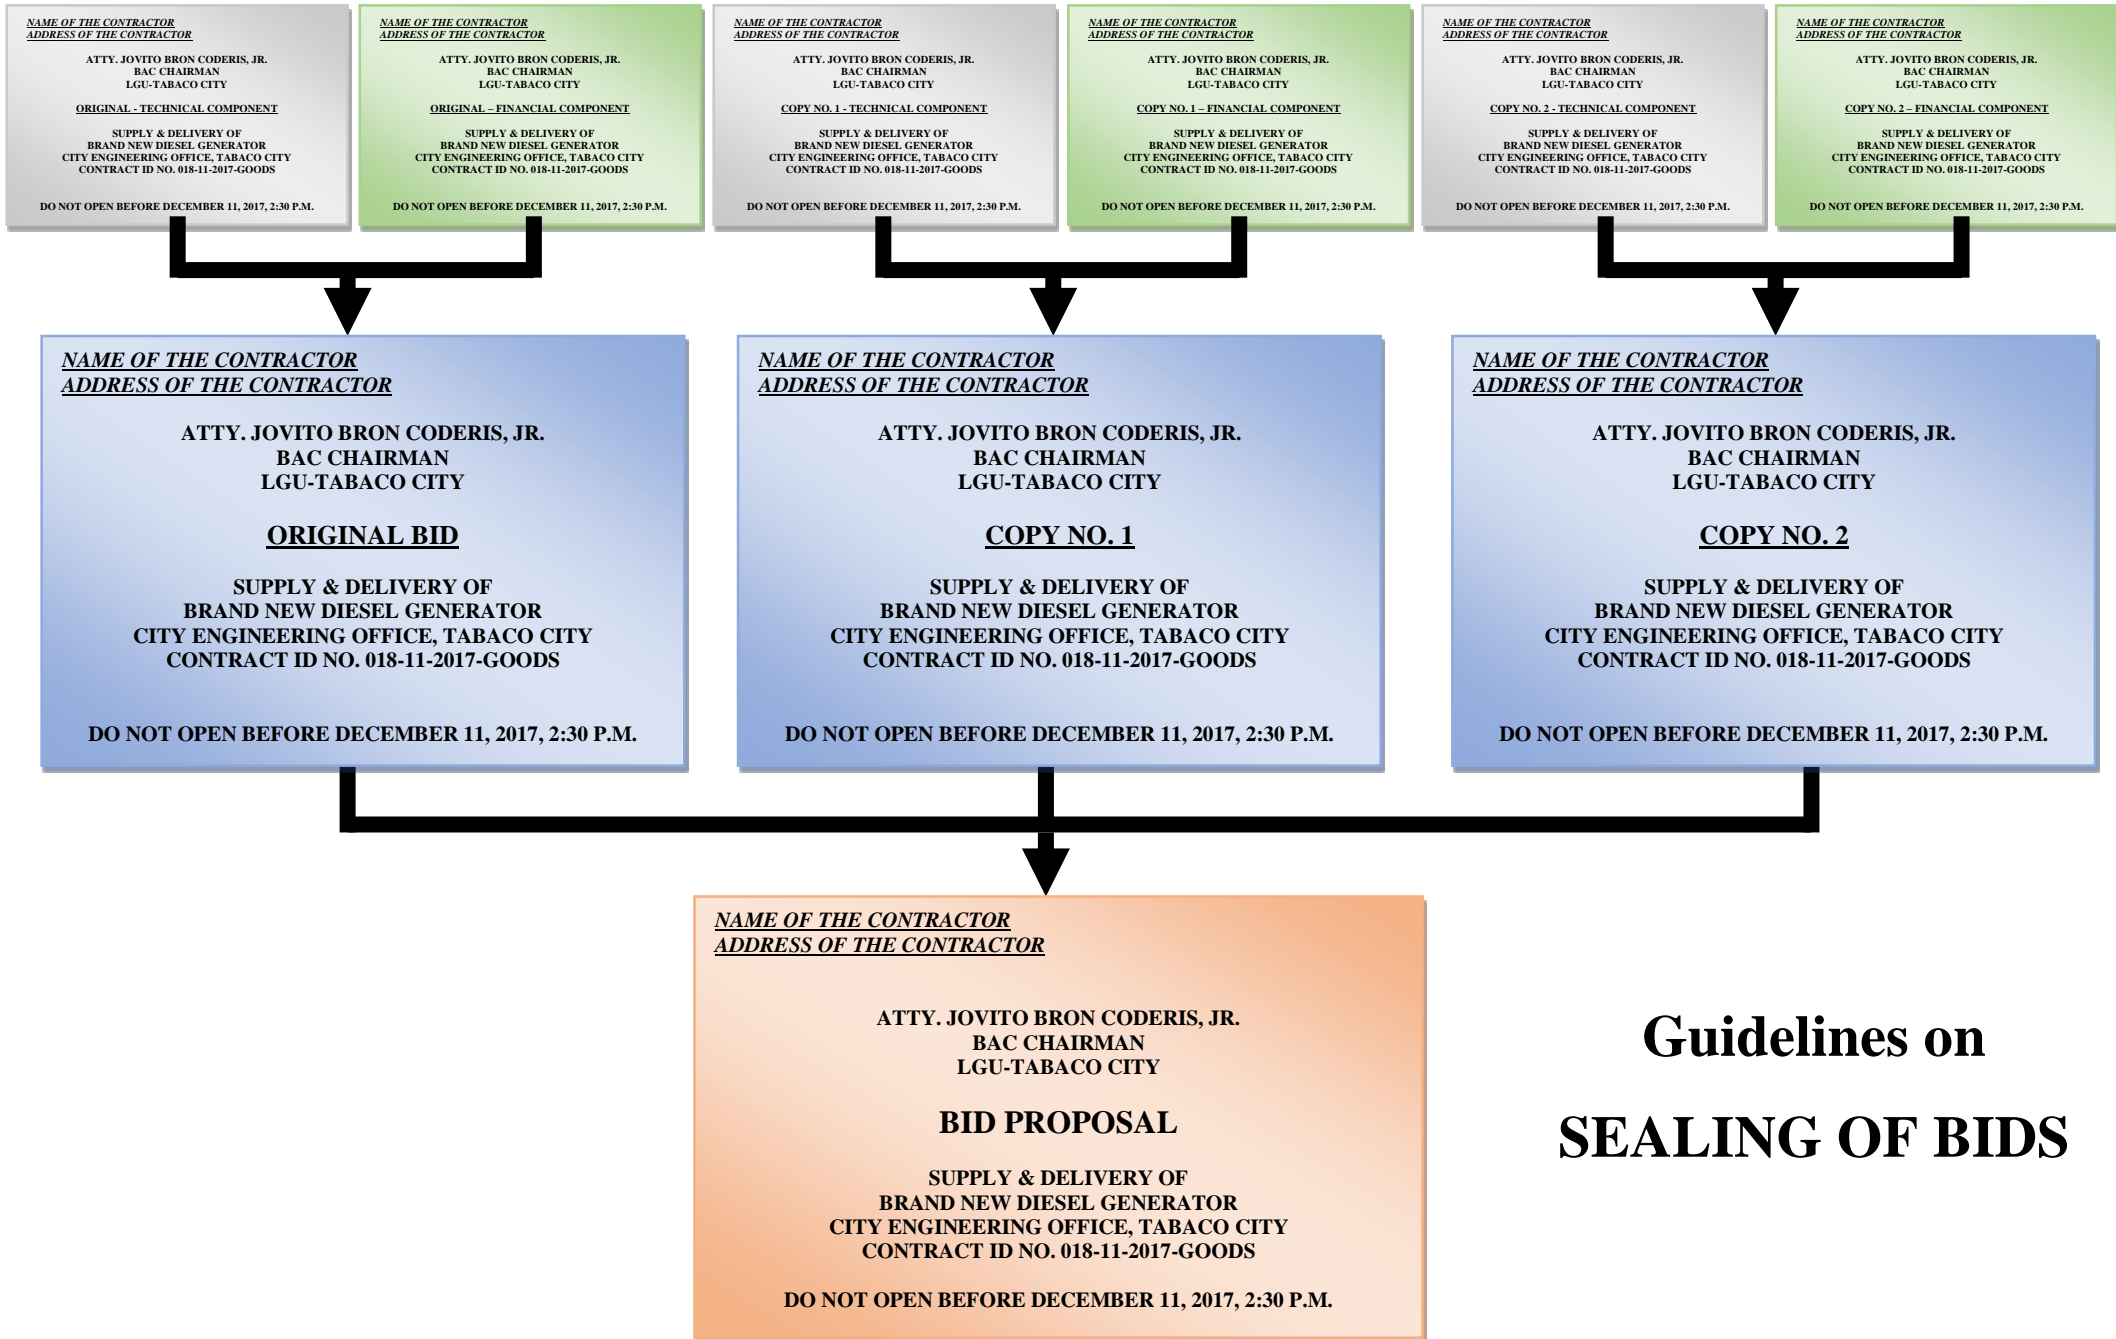 NAME OF THE CONTRACTOR
ADDRESS OF THE CONTRACTOR
ATTY. JOVITO BRON CODERIS, JR.
BAC CHAIRMAN
LGU-TABACO CITY
ORIGINAL - TECHNICAL COMPONENT
SUPPLY & DELIVERY OF
BRAND NEW DIESEL GENERATOR
CITY ENGINEERING OFFICE, TABACO CITY
CONTRACT ID NO. 018-11-2017-GOODS
DO NOT OPEN BEFORE DECEMBER 11, 2017, 2:30 P.M.
NAME OF THE CONTRACTOR
ADDRESS OF THE CONTRACTOR
ATTY. JOVITO BRON CODERIS, JR.
BAC CHAIRMAN
LGU-TABACO CITY
ORIGINAL – FINANCIAL COMPONENT
SUPPLY & DELIVERY OF
BRAND NEW DIESEL GENERATOR
CITY ENGINEERING OFFICE, TABACO CITY
CONTRACT ID NO. 018-11-2017-GOODS
DO NOT OPEN BEFORE DECEMBER 11, 2017, 2:30 P.M.
NAME OF THE CONTRACTOR
ADDRESS OF THE CONTRACTOR
ATTY. JOVITO BRON CODERIS, JR.
BAC CHAIRMAN
LGU-TABACO CITY
COPY NO. 1 - TECHNICAL COMPONENT
SUPPLY & DELIVERY OF
BRAND NEW DIESEL GENERATOR
CITY ENGINEERING OFFICE, TABACO CITY
CONTRACT ID NO. 018-11-2017-GOODS
DO NOT OPEN BEFORE DECEMBER 11, 2017, 2:30 P.M.
NAME OF THE CONTRACTOR
ADDRESS OF THE CONTRACTOR
ATTY. JOVITO BRON CODERIS, JR.
BAC CHAIRMAN
LGU-TABACO CITY
COPY NO. 1 – FINANCIAL COMPONENT
SUPPLY & DELIVERY OF
BRAND NEW DIESEL GENERATOR
CITY ENGINEERING OFFICE, TABACO CITY
CONTRACT ID NO. 018-11-2017-GOODS
DO NOT OPEN BEFORE DECEMBER 11, 2017, 2:30 P.M.
NAME OF THE CONTRACTOR
ADDRESS OF THE CONTRACTOR
ATTY. JOVITO BRON CODERIS, JR.
BAC CHAIRMAN
LGU-TABACO CITY
COPY NO. 2 - TECHNICAL COMPONENT
SUPPLY & DELIVERY OF
BRAND NEW DIESEL GENERATOR
CITY ENGINEERING OFFICE, TABACO CITY
CONTRACT ID NO. 018-11-2017-GOODS
DO NOT OPEN BEFORE DECEMBER 11, 2017, 2:30 P.M.
NAME OF THE CONTRACTOR
ADDRESS OF THE CONTRACTOR
ATTY. JOVITO BRON CODERIS, JR.
BAC CHAIRMAN
LGU-TABACO CITY
COPY NO. 2 – FINANCIAL COMPONENT
SUPPLY & DELIVERY OF
BRAND NEW DIESEL GENERATOR
CITY ENGINEERING OFFICE, TABACO CITY
CONTRACT ID NO. 018-11-2017-GOODS
DO NOT OPEN BEFORE DECEMBER 11, 2017, 2:30 P.M.
NAME OF THE CONTRACTOR
ADDRESS OF THE CONTRACTOR
ATTY. JOVITO BRON CODERIS, JR.
BAC CHAIRMAN
LGU-TABACO CITY
ORIGINAL BID
SUPPLY & DELIVERY OF
BRAND NEW DIESEL GENERATOR
CITY ENGINEERING OFFICE, TABACO CITY
CONTRACT ID NO. 018-11-2017-GOODS
DO NOT OPEN BEFORE DECEMBER 11, 2017, 2:30 P.M.
NAME OF THE CONTRACTOR
ADDRESS OF THE CONTRACTOR
ATTY. JOVITO BRON CODERIS, JR.
BAC CHAIRMAN
LGU-TABACO CITY
COPY NO. 1
SUPPLY & DELIVERY OF
BRAND NEW DIESEL GENERATOR
CITY ENGINEERING OFFICE, TABACO CITY
CONTRACT ID NO. 018-11-2017-GOODS
DO NOT OPEN BEFORE DECEMBER 11, 2017, 2:30 P.M.
NAME OF THE CONTRACTOR
ADDRESS OF THE CONTRACTOR
ATTY. JOVITO BRON CODERIS, JR.
BAC CHAIRMAN
LGU-TABACO CITY
COPY NO. 2
SUPPLY & DELIVERY OF
BRAND NEW DIESEL GENERATOR
CITY ENGINEERING OFFICE, TABACO CITY
CONTRACT ID NO. 018-11-2017-GOODS
DO NOT OPEN BEFORE DECEMBER 11, 2017, 2:30 P.M.
NAME OF THE CONTRACTOR
ADDRESS OF THE CONTRACTOR
ATTY. JOVITO BRON CODERIS, JR.
BAC CHAIRMAN
LGU-TABACO CITY
BID PROPOSAL
SUPPLY & DELIVERY OF
BRAND NEW DIESEL GENERATOR
CITY ENGINEERING OFFICE, TABACO CITY
CONTRACT ID NO. 018-11-2017-GOODS
DO NOT OPEN BEFORE DECEMBER 11, 2017, 2:30 P.M.
Guidelines on
SEALING OF BIDS